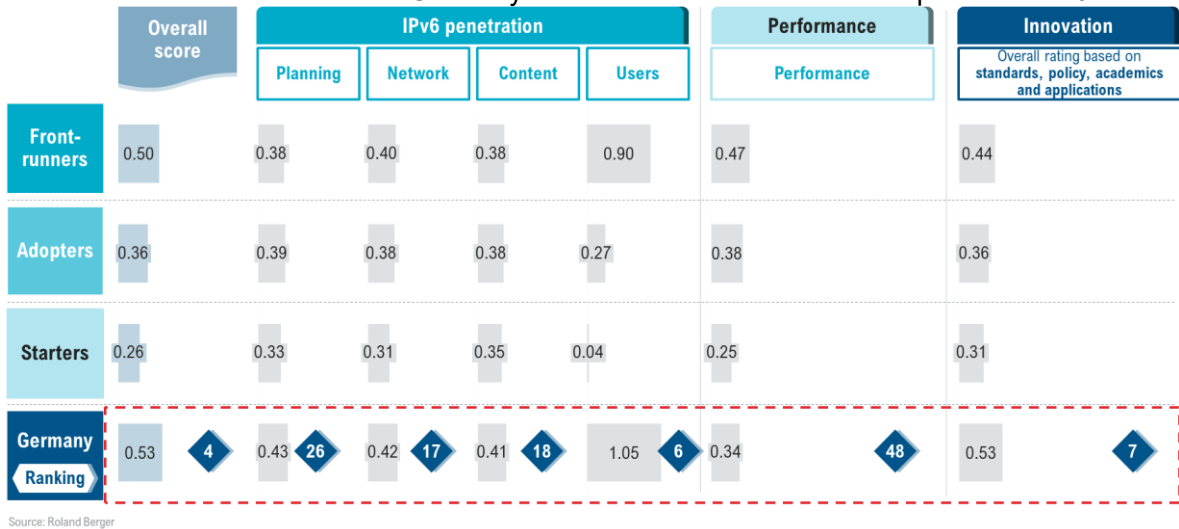 Overall
score
IPv6 penetration
Performance
Innovation
Planning
Network
Content
Users
Performance
Overall rating based on
standards, policy, academics
and applications
Front-
runners
0.50
0.38
0.40
0.38
0.90
0.47
0.44
Adopters
0.36
0.39
0.38
0.38
0.27
0.38
0.36
Starters
0.26
0.33
0.31
0.35
0.04
0.25
0.31
Germany
Ranking
0.53
4
0.43
26
0.42
17
0.41
18
1.05
6
0.34
48
0.53
7
Source: Roland Berger